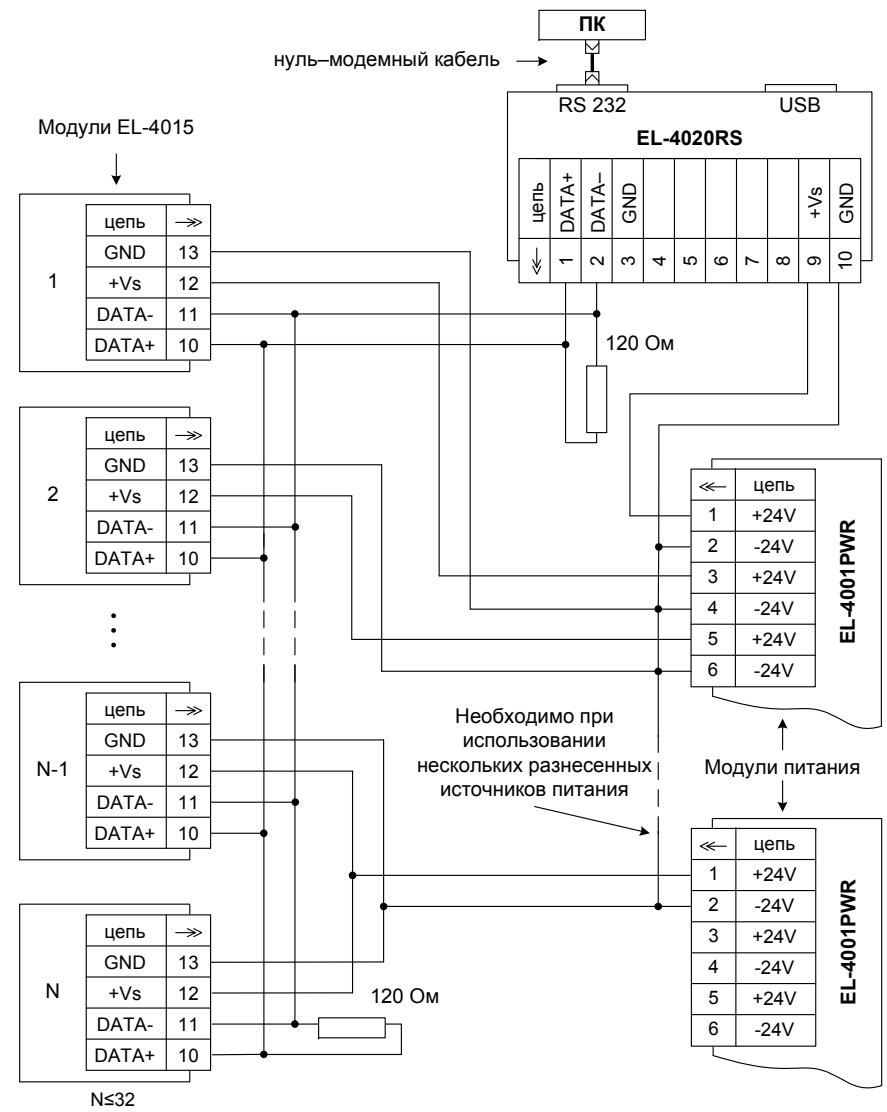 ПК
нуль–модемный кабель
RS 232 USB
EL-4020RS
цепь DATA+ DATA– GND +Vs GND
1 2 3 4 5 6 7 8 9 10
120 Ом
Модули EL-4015
1
цепь
GND 13
+Vs 12
DATA- 11
DATA+ 10
2
цепь
GND 13
+Vs 12
DATA- 11
DATA+ 10
N-1
цепь
GND 13
+Vs 12
DATA- 11
DATA+ 10
N
цепь
GND 13
+Vs 12
DATA- 11
DATA+ 10
120 Ом
N≤32
цепь
1 +24V
2 -24V
3 +24V
4 -24V
5 +24V
6 -24V
EL-4001PWR
Необходимо при
использовании
нескольких разнесенных
источников питания
Модули питания
цепь
1 +24V
2 -24V
3 +24V
4 -24V
5 +24V
6 -24V
EL-4001PWR